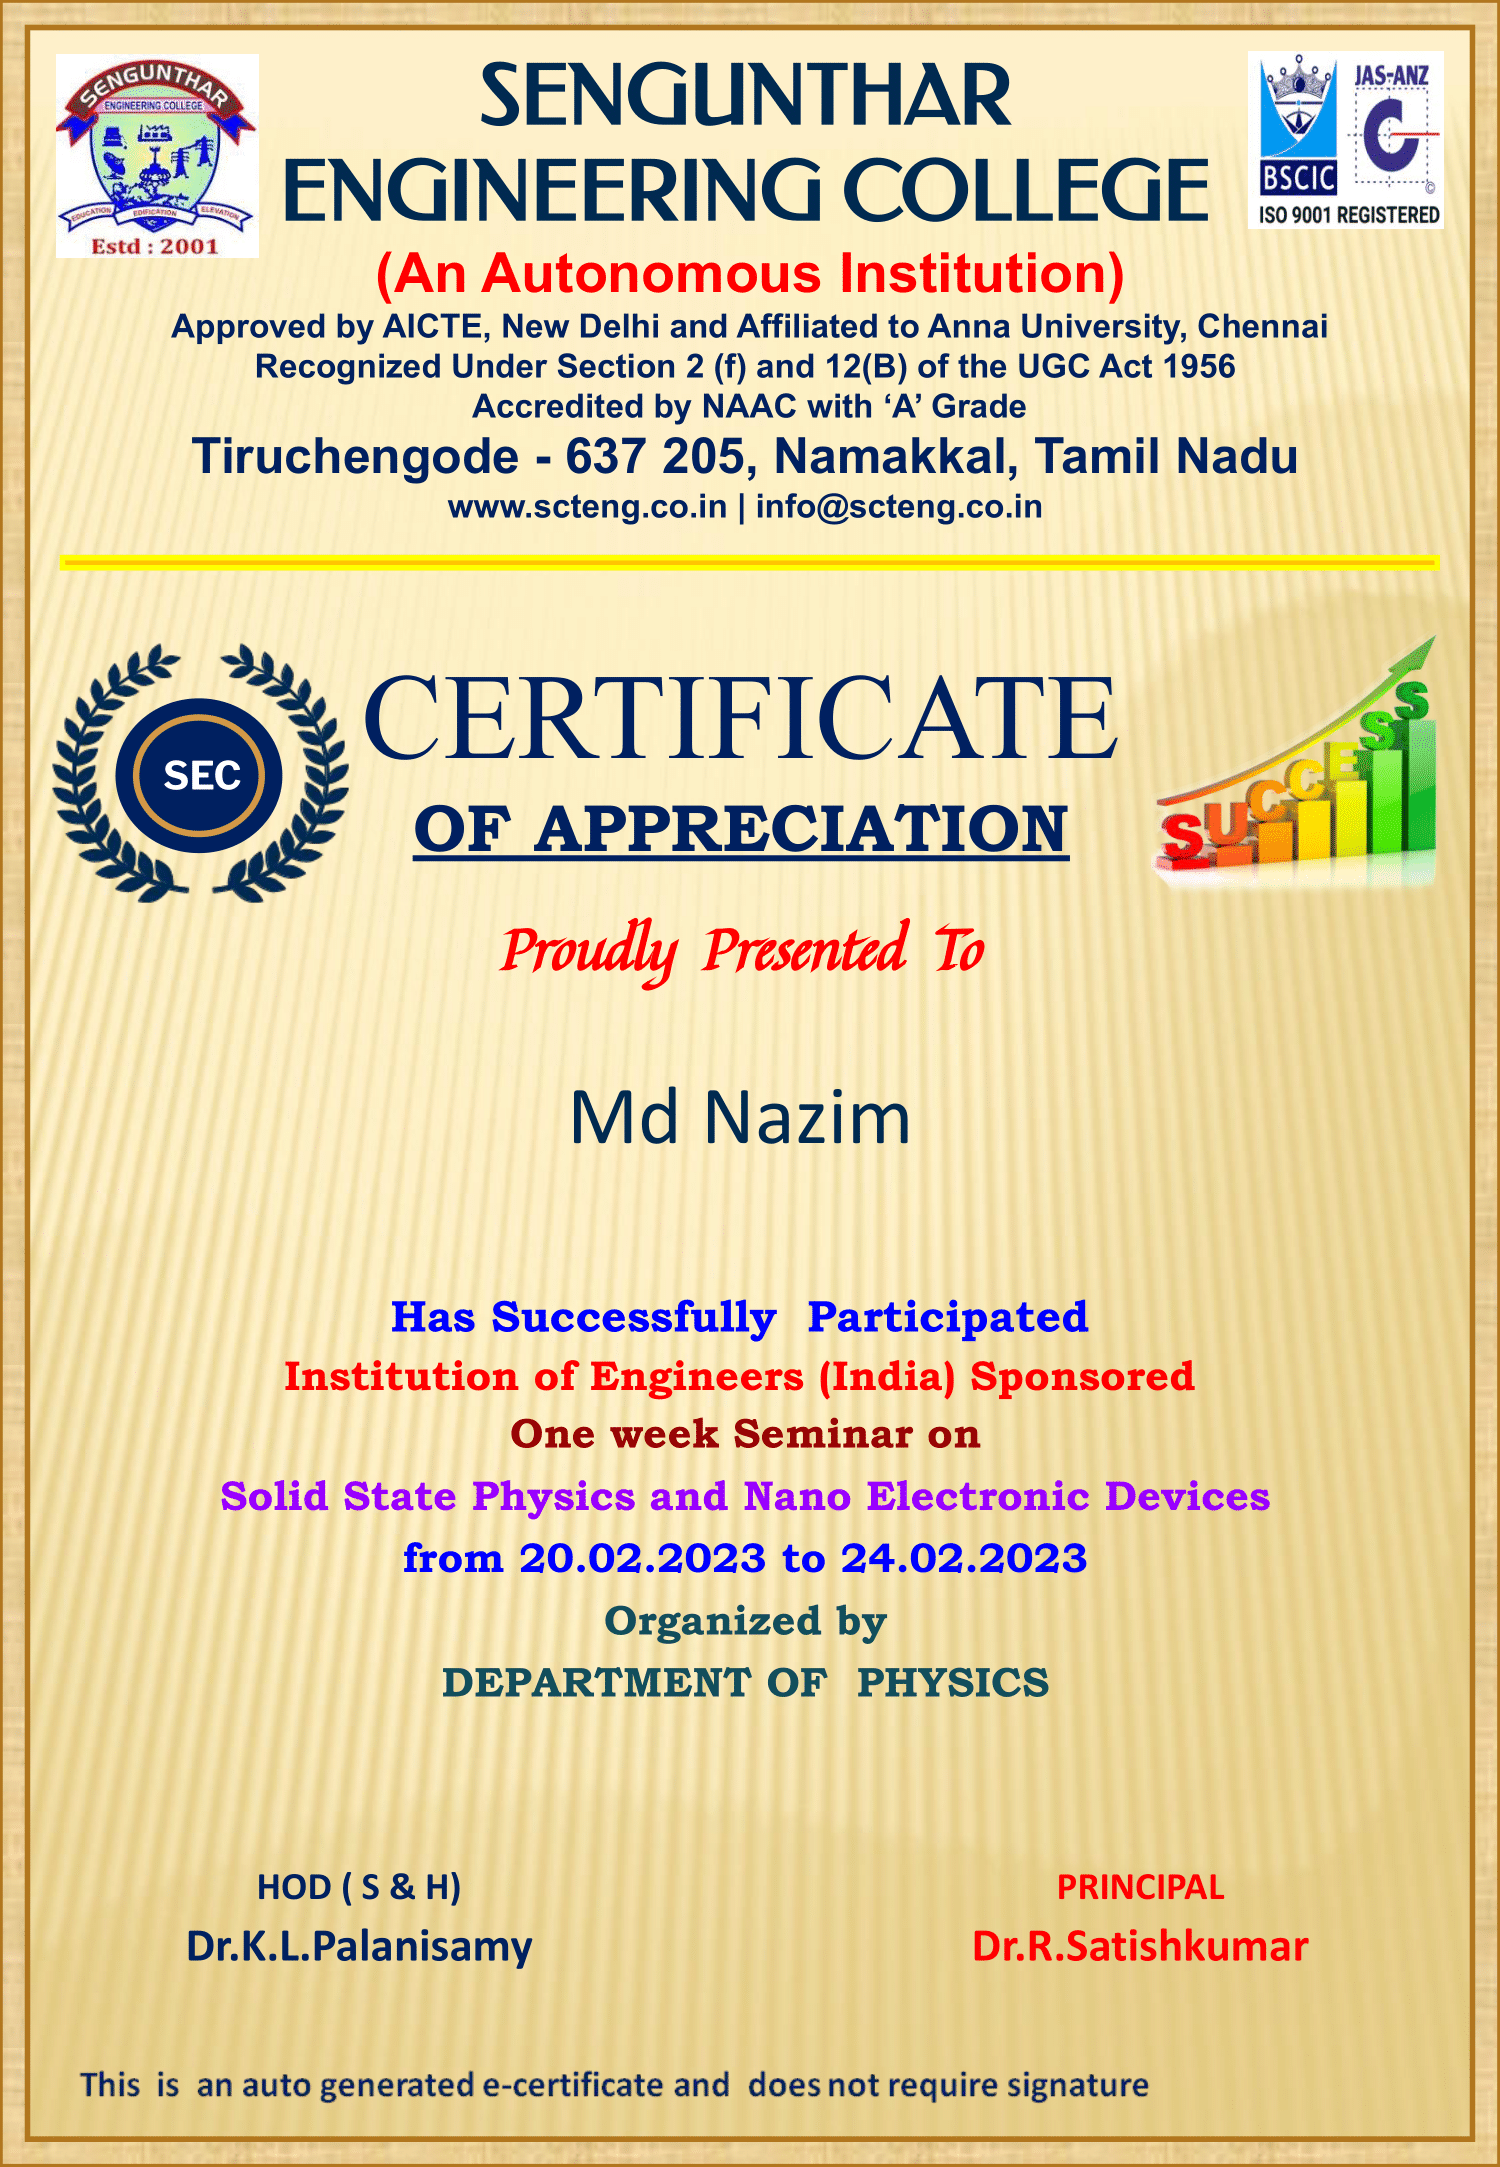 SENGUNTHAR
ENGINEERING COLLEGE
EDUCATION EDIFICATION ELEVATION
Estd : 2001
SENGUNTHAR
ENGINEERING COLLEGE
JAS-ANZ
BSCIC
C
©
ISO 9001 REGISTERED
(An Autonomous Institution)
Approved by AICTE, New Delhi and Affiliated to Anna University, Chennai
Recognized Under Section 2 (f) and 12(B) of the UGC Act 1956
Accredited by NAAC with ‘A’ Grade
Tiruchengode - 637 205, Namakkal, Tamil Nadu
www.scteng.co.in | info@scteng.co.in
SEC
CERTIFICATE
OF APPRECIATION
SUCCESS
Proudly Presented To
Md Nazim
Has Successfully Participated
Institution of Engineers (India) Sponsored
One week Seminar on
Solid State Physics and Nano Electronic Devices
from 20.02.2023 to 24.02.2023
Organized by
DEPARTMENT OF PHYSICS
HOD ( S & H)
Dr.K.L.Palanisamy
PRINCIPAL
Dr.R.Satishkumar
This is an auto generated e-certificate and does not require signature